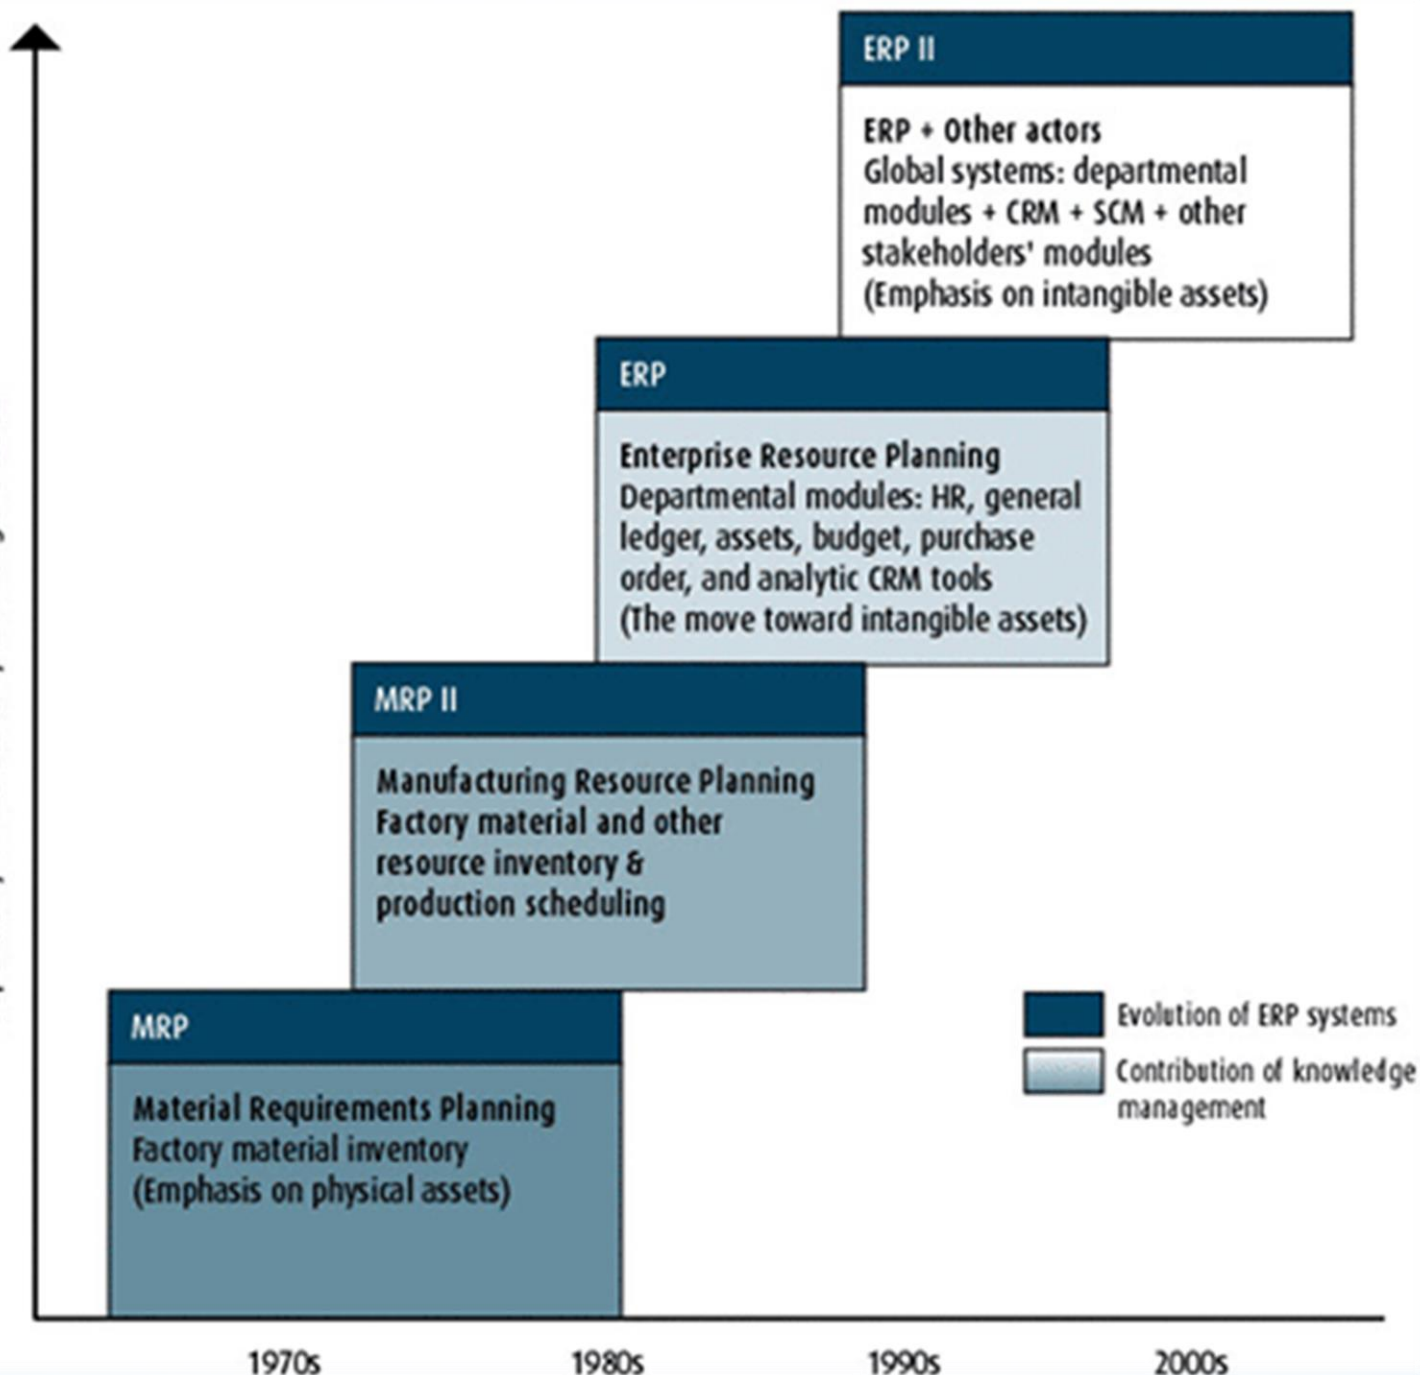 ERP II
ERP + Other actors
Global systems: departmental
modules + CRM + SCM + other
stakeholders' modules
(Emphasis on intangible assets)
ERP
Enterprise Resource Planning
Departmental modules: HR, general
ledger, assets, budget, purchase
order, and analytic CRM tools
(The move toward intangible assets)
MRP II
Manufacturing Resource Planning
Factory material and other
resource inventory &
production scheduling
MRP
Material Requirements Planning
Factory material inventory
(Emphasis on physical assets)
Evolution of ERP systems
Contribution of knowledge
management
1970s 1980s 1990s 2000s